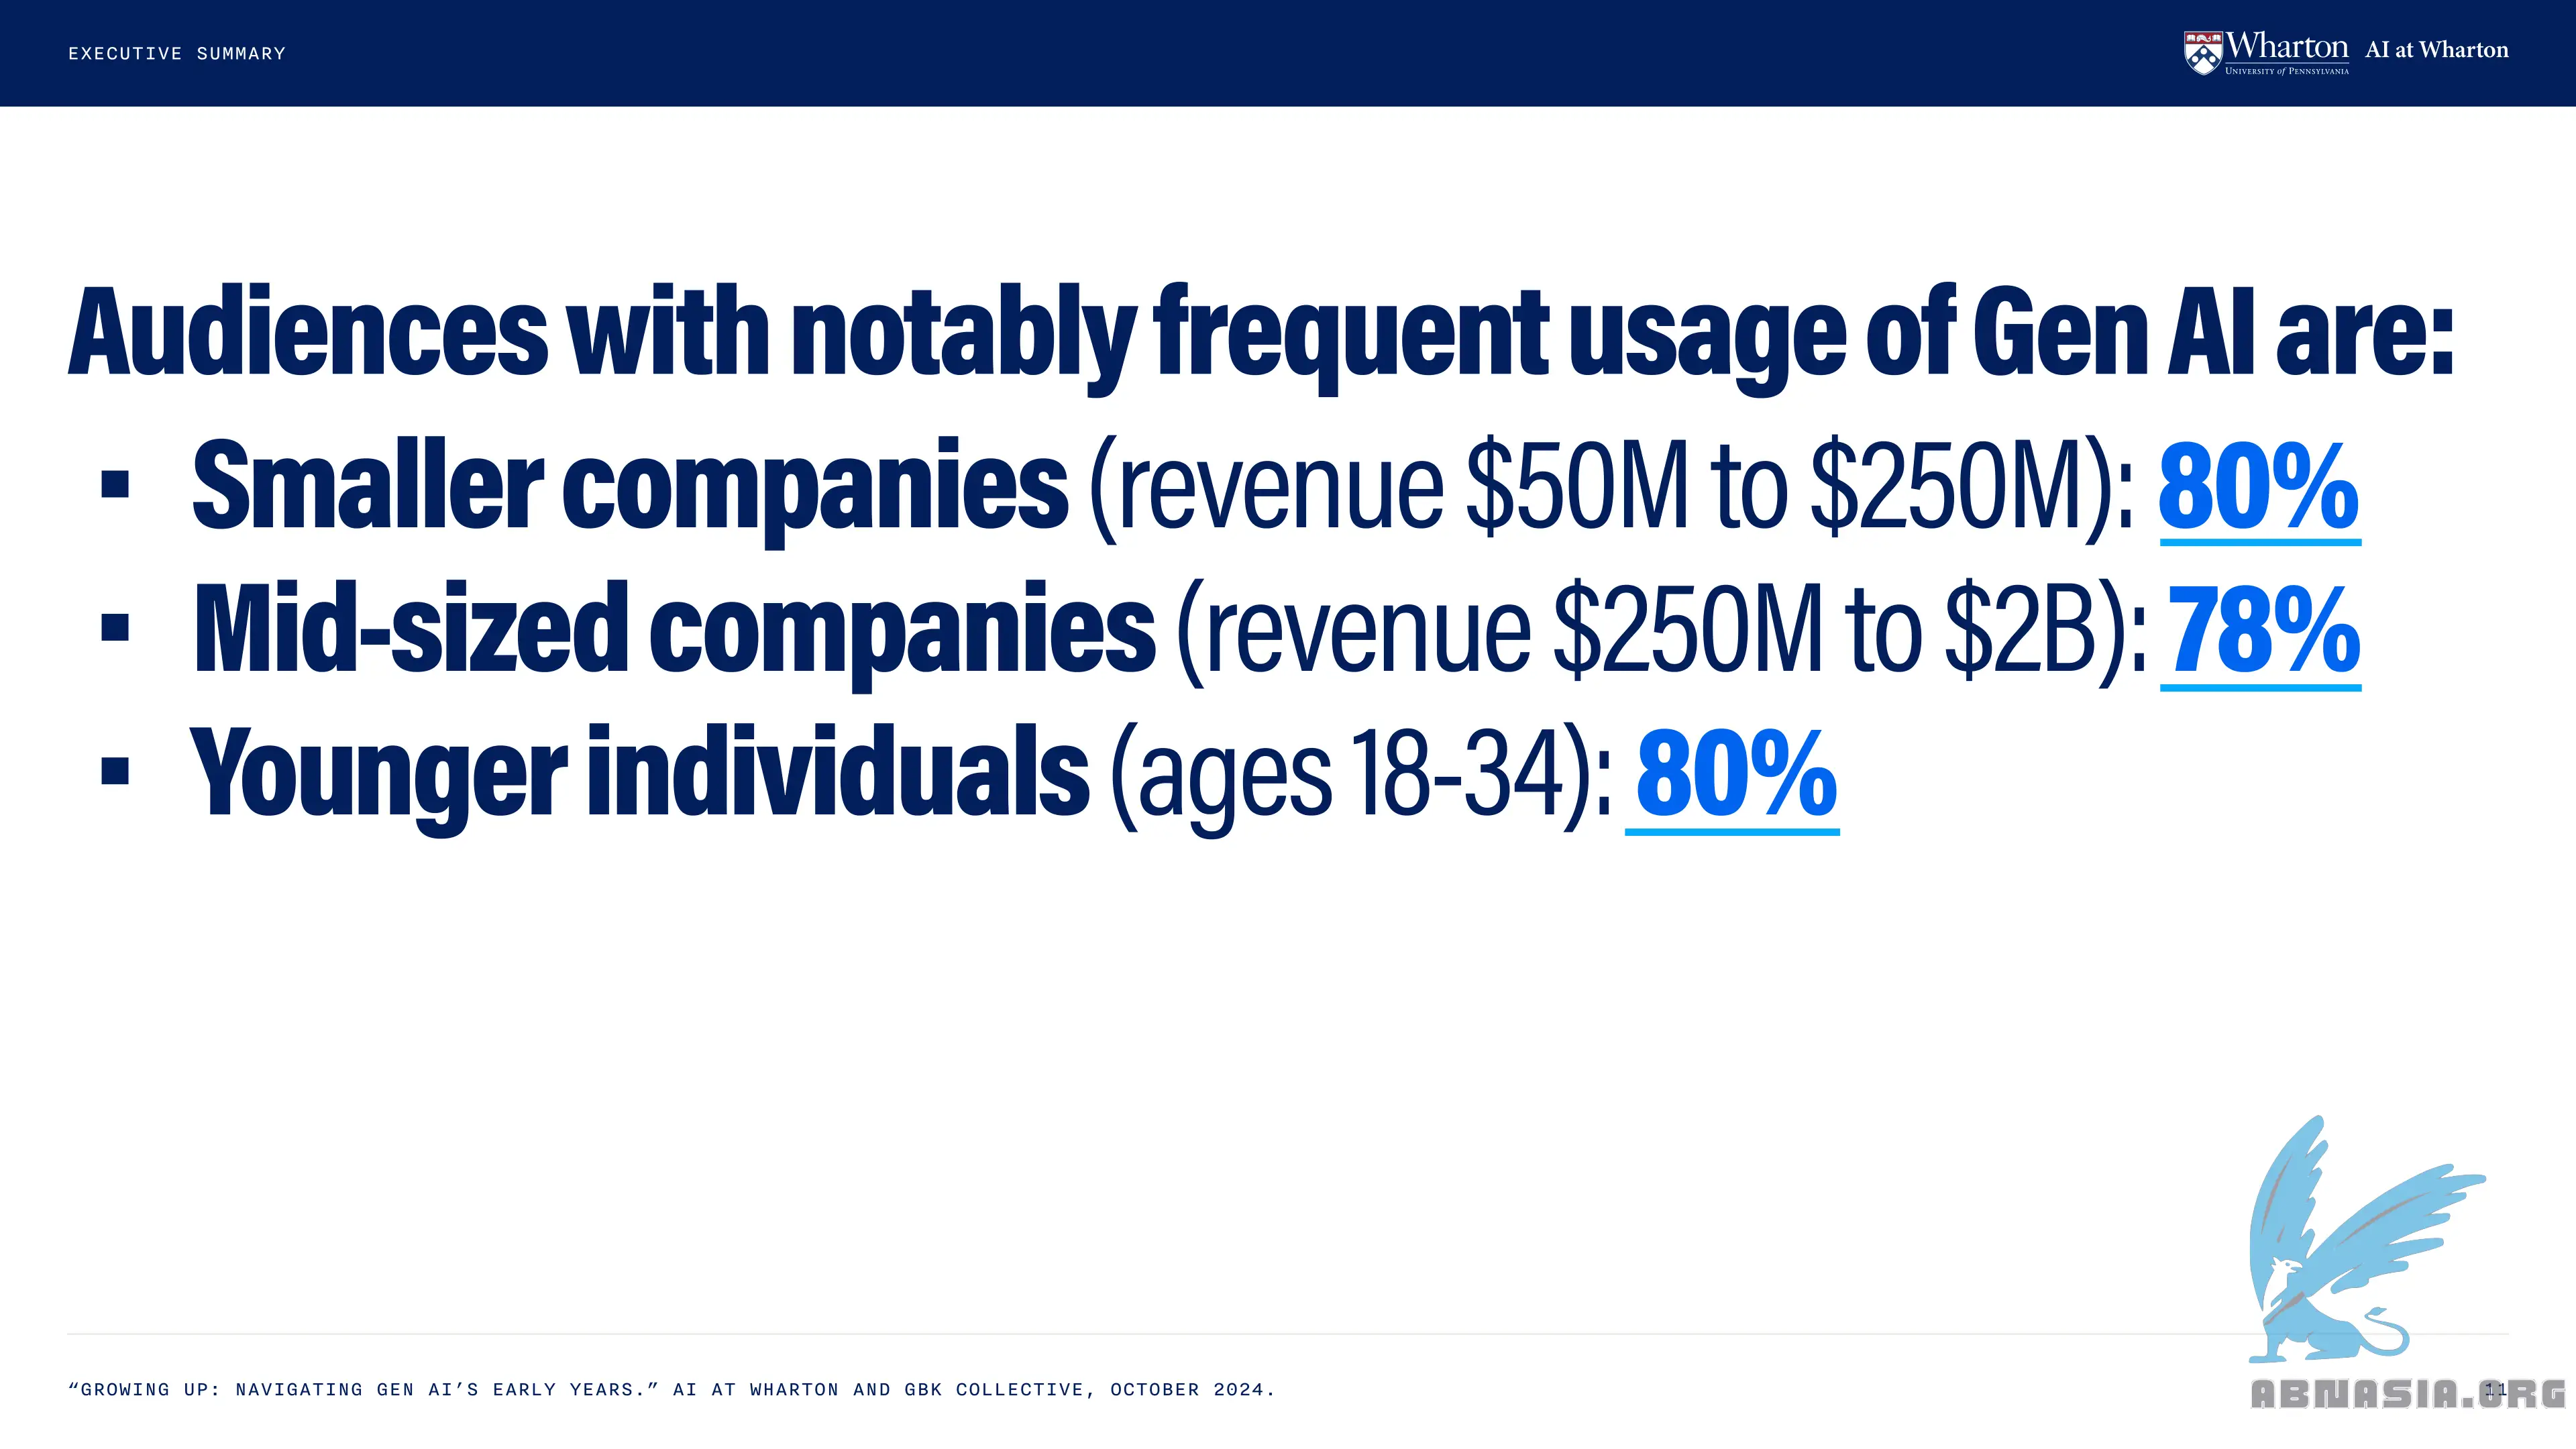 EXECUTIVE SUMMARY
Wharton
UNIVERSITY of PENNSYLVANIA
AI at Wharton
Audiences with notably frequent usage of Gen AI are:
▪ Smaller companies (revenue $50M to $250M): 80%
▪ Mid-sized companies (revenue $250M to $2B): 78%
▪ Younger individuals (ages 18-34): 80%
“GROWING UP: NAVIGATING GEN AI’S EARLY YEARS.” AI AT WHARTON AND GBK COLLECTIVE, OCTOBER 2024.
11
ABNASIA.ORG